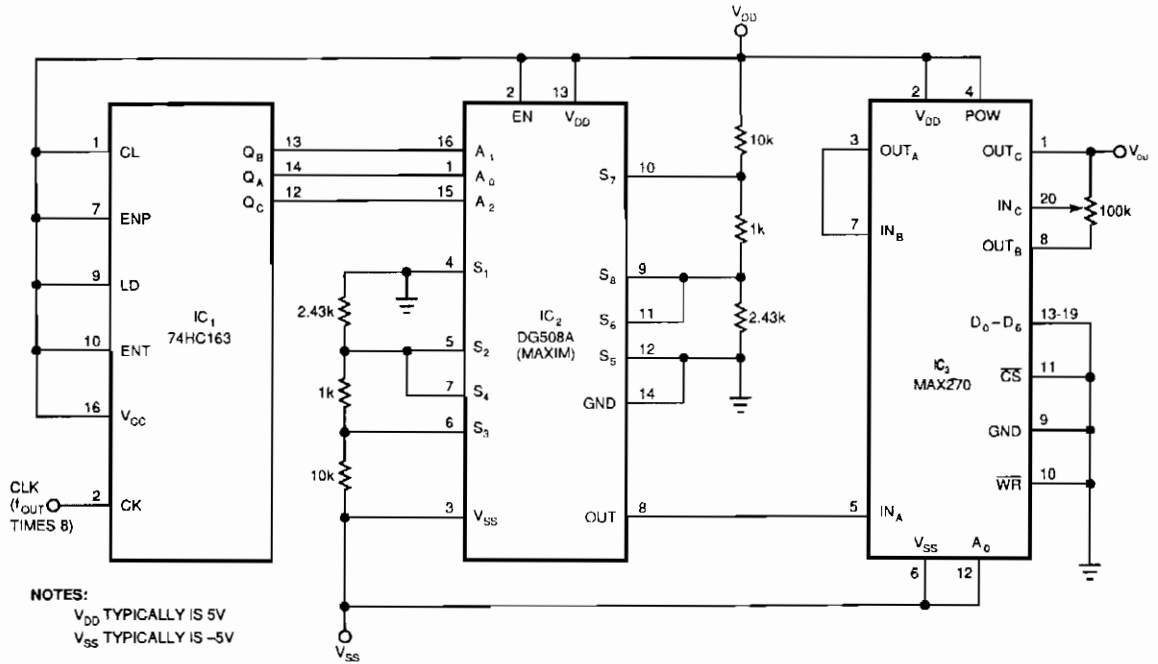 V_DD
2
13
2
4
EN
V_DD
V_DD
POW
1
CL
Q_B
13
16
A_1
10k
3
OUT_A
OUT_C
1
V_OU
Q_A
14
1
A_0
S_7
10
7
ENP
Q_C
12
15
A_2
IN_C
20
100k
1k
7
IN_B
OUT_B
8
4
S_1
S_8
9
9
LD
2.43k
IC_1
74HC163
IC_2
DG508A
(MAXIM)
S_6
11
2.43k
D_0–D_6
13-19
10
ENT
5
S_2
S_5
12
1k
7
S_4
GND
14
IC_3
MAX270
CS
11
16
V_CC
6
S_3
GND
9
10k
CLK
(f_OUT
TIMES 8)
2
CK
3
V_SS
OUT
8
5
IN_A
WR
10
V_SS
A_0
6
12
NOTES:
V_DD TYPICALLY IS 5V
V_SS TYPICALLY IS –5V
V_SS